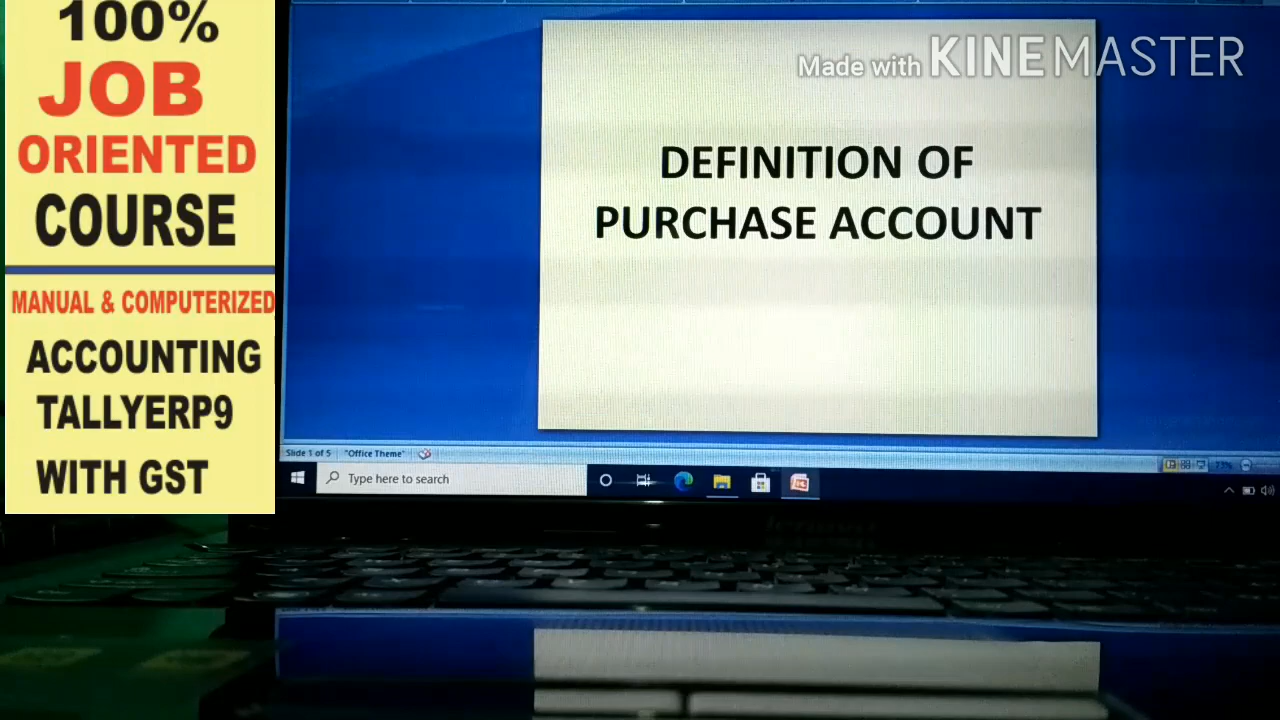 100%
JOB
ORIENTED
COURSE
MANUAL & COMPUTERIZED
ACCOUNTING
TALLYERP9
WITH GST
Made with KINEMASTER
DEFINITION OF
PURCHASE ACCOUNT
Slide 1 of 5 "Office Theme"
Type here to search